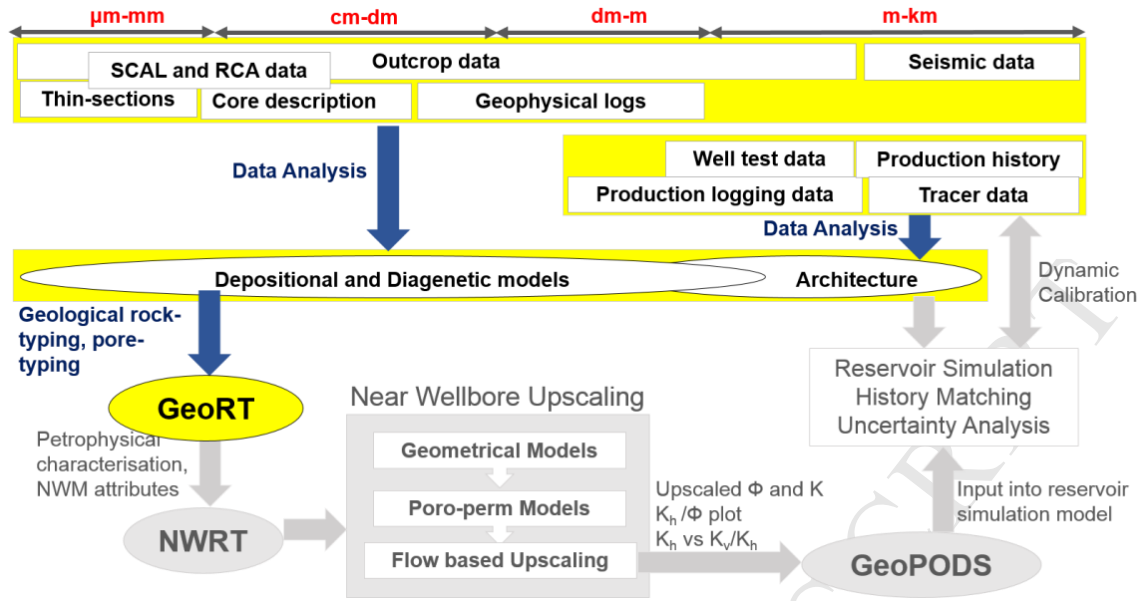 µm-mm
cm-dm
dm-m
m-km
Outcrop data
Seismic data
SCAL and RCA data
Thin-sections
Core description
Geophysical logs
Data Analysis
Well test data
Production history
Production logging data
Tracer data
Data Analysis
Depositional and Diagenetic models
Architecture
Dynamic
Calibration
Geological rock-
typing, pore-
typing
GeoRT
Reservoir Simulation
History Matching
Uncertainty Analysis
Near Wellbore Upscaling
Petrophysical
characterisation,
NWM attributes
Geometrical Models
Poro-perm Models
Flow based Upscaling
NWRT
Upscaled Φ and K
Kh /Φ plot
Kh vs Kv/Kh
Input into reservoir
simulation model
GeoPODS